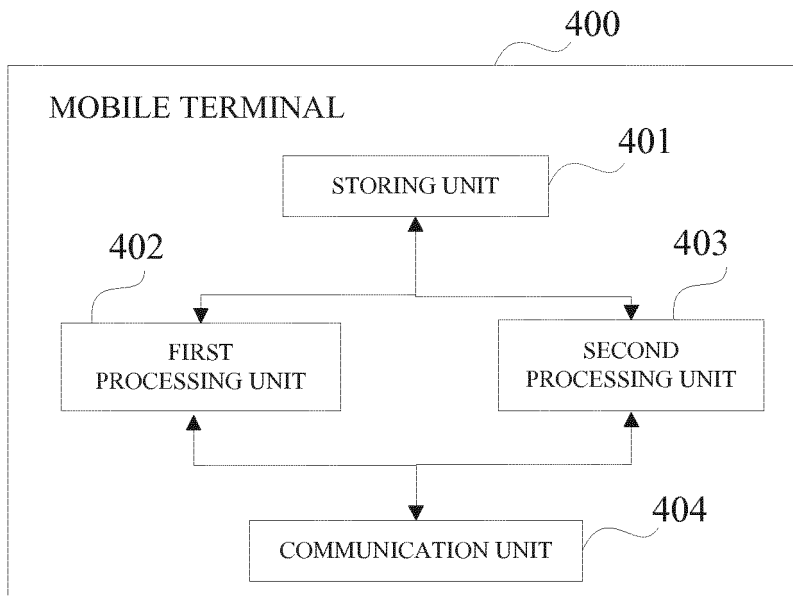 400
MOBILE TERMINAL
401
STORING UNIT
402
403
FIRST
PROCESSING UNIT
SECOND
PROCESSING UNIT
404
COMMUNICATION UNIT